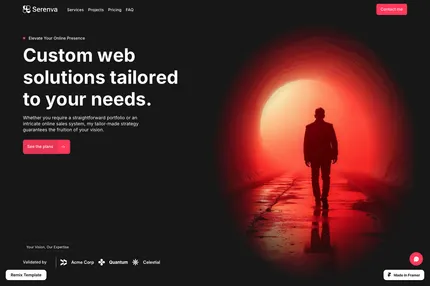 Serenva
Services Projects Pricing FAQ
Contact me
Elevate Your Online Presence
Custom web
solutions tailored
to your needs.
Whether you require a straightforward portfolio or an
intricate online sales system, my tailor-made strategy
guarantees the fruition of your vision.
See the plans
Your Vision, Our Expertise
Validated by
Acme Corp
Quantum
Celestial
Remix Template
Made in Framer